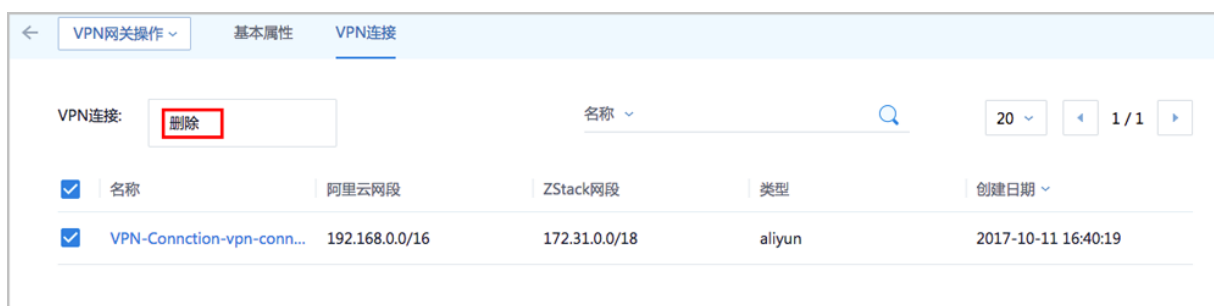 VPN网关操作 基本属性 VPN连接
VPN连接: 删除 名称 20 1 / 1
名称 阿里云网段 ZStack网段 类型 创建日期
VPN-Connction-vpn-conn... 192.168.0.0/16 172.31.0.0/18 aliyun 2017-10-11 16:40:19